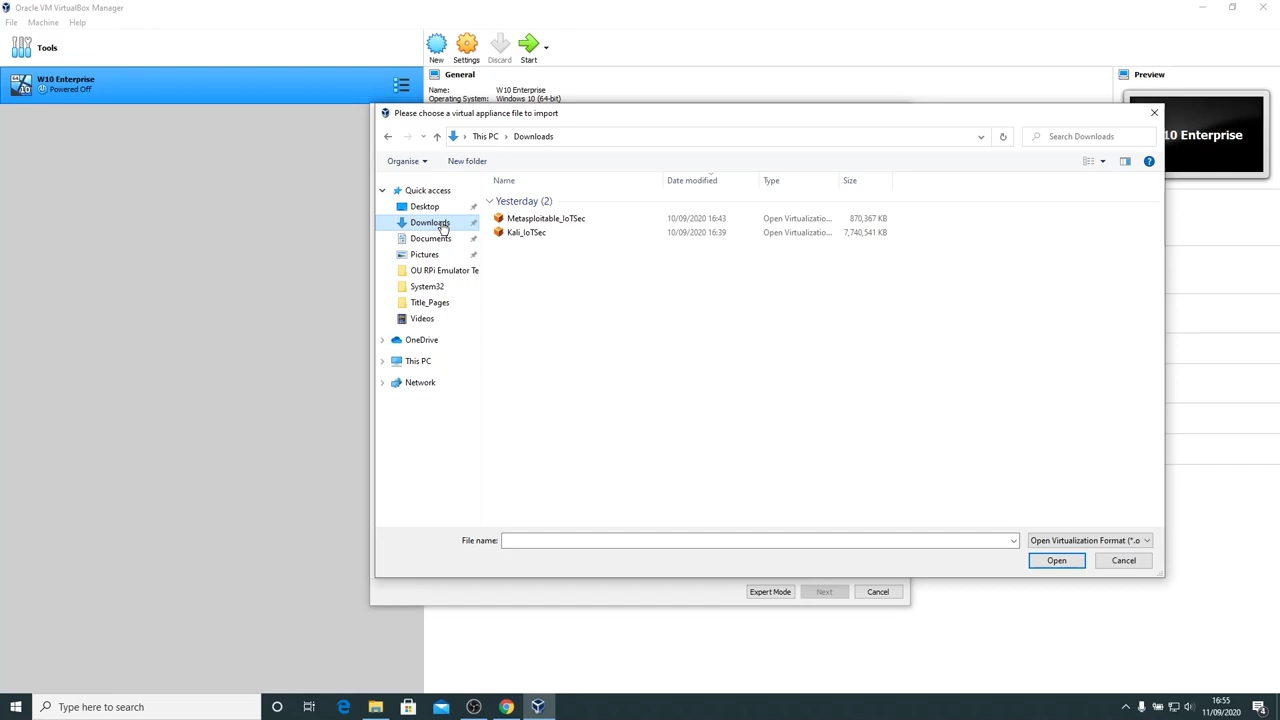 Oracle VM VirtualBox Manager
File Machine Help
Tools
New Settings Discard Start
W10 Enterprise
Powered Off
General
Name: W10 Enterprise
Operating System: Windows 10 (64-bit)
Preview
10 Enterprise
Please choose a virtual appliance file to import
This PC > Downloads
Search Downloads
Organise New folder
Name Date modified Type Size
Quick access
Desktop
Downloads
Documents
Pictures
OU RPi Emulator Te
System32
Title_Pages
Videos
OneDrive
This PC
Network
Yesterday (2)
Metasploitable_IoTSec 10/09/2020 16:43 Open Virtualizatio... 870,367 KB
Kali_IoTSec 10/09/2020 16:39 Open Virtualizatio... 7,740,541 KB
File name: Open Virtualization Format (*.o
Open Cancel
Expert Mode Next Cancel
Type here to search
16:55
11/09/2020
4